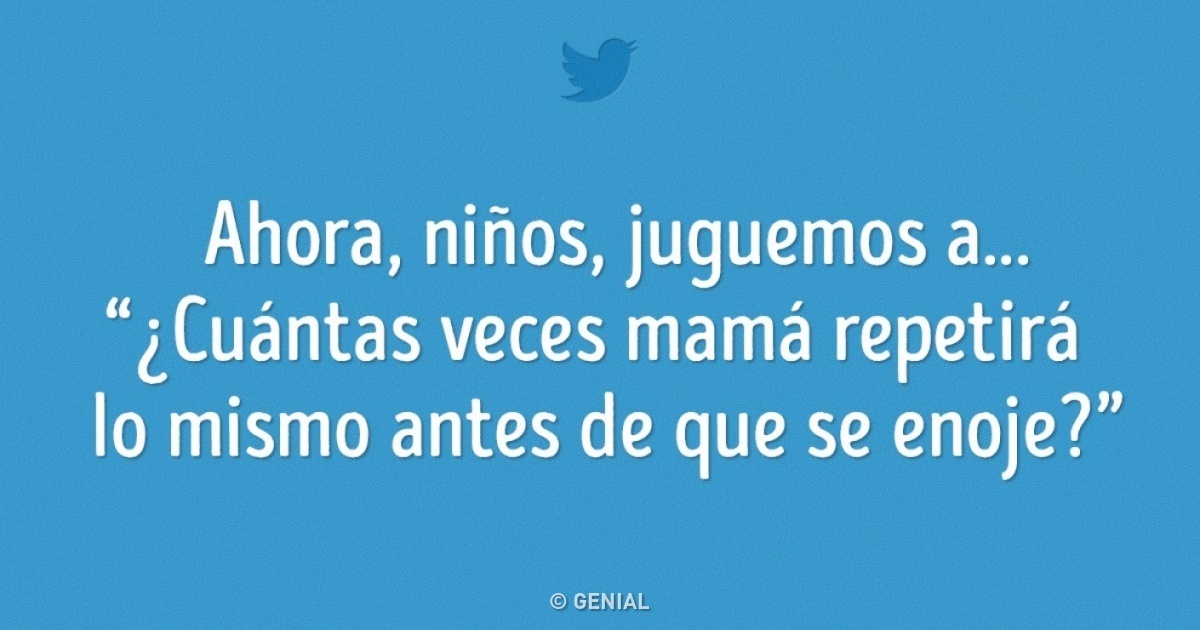 Ahora, niños, juguemos a...
“¿Cuántas veces mamá repetirá
lo mismo antes de que se enoje?”
© GENIAL